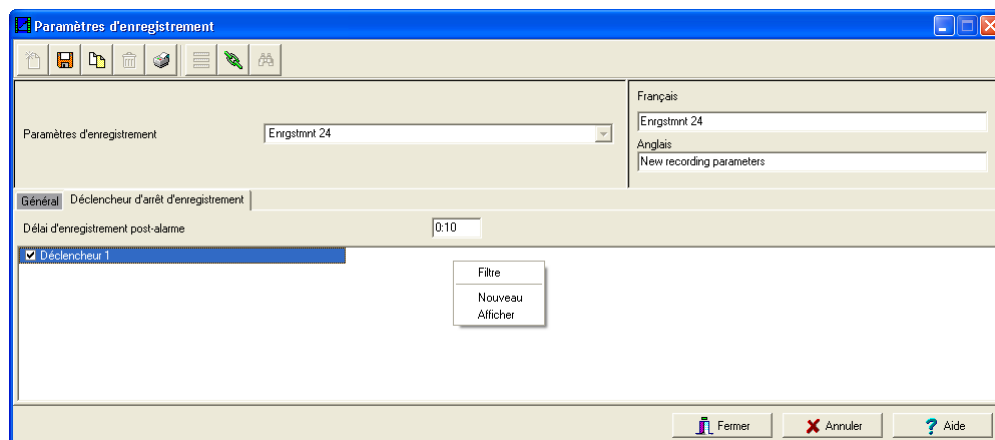 Paramètres d'enregistrement
Français
Paramètres d'enregistrement
Enrgstmnt 24
Enrgstmnt 24
Anglais
New recording parameters
Général
Déclencheur d'arrêt d'enregistrement
Délai d'enregistrement post-alarme
0:10
Déclencheur 1
Filtre
Nouveau
Afficher
Fermer
Annuler
? Aide